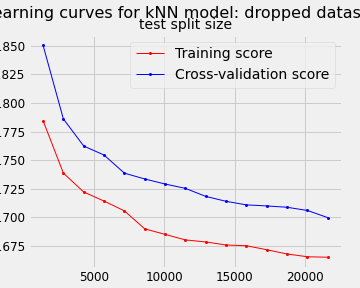 earning curves for kNN model: dropped datas
test split size
Training score
Cross-validation score
.850
.825
.800
.775
.750
.725
.700
.675
5000 10000 15000 20000